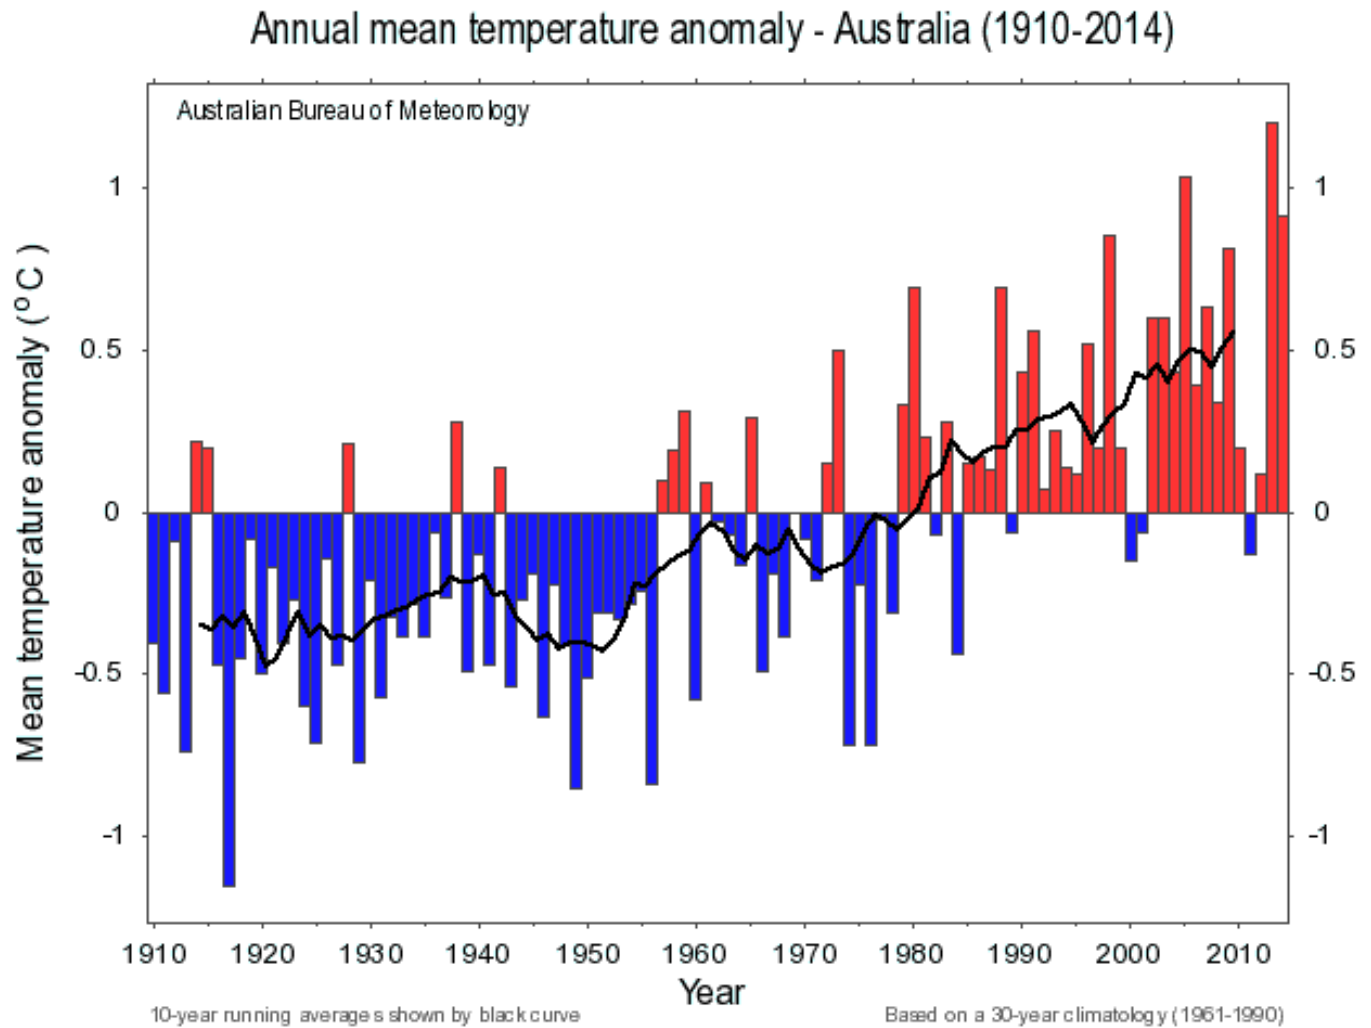 Annual mean temperature anomaly - Australia (1910-2014)
Australian Bureau of Meteorology
Mean temperature anomaly (°C)
1
0.5
0
-0.5
-1
1
0.5
0
-0.5
-1
1910 1920 1930 1940 1950 1960 1970 1980 1990 2000 2010
Year
10-year running averages shown by black curve
Based on a 30-year climatology (1961-1990)